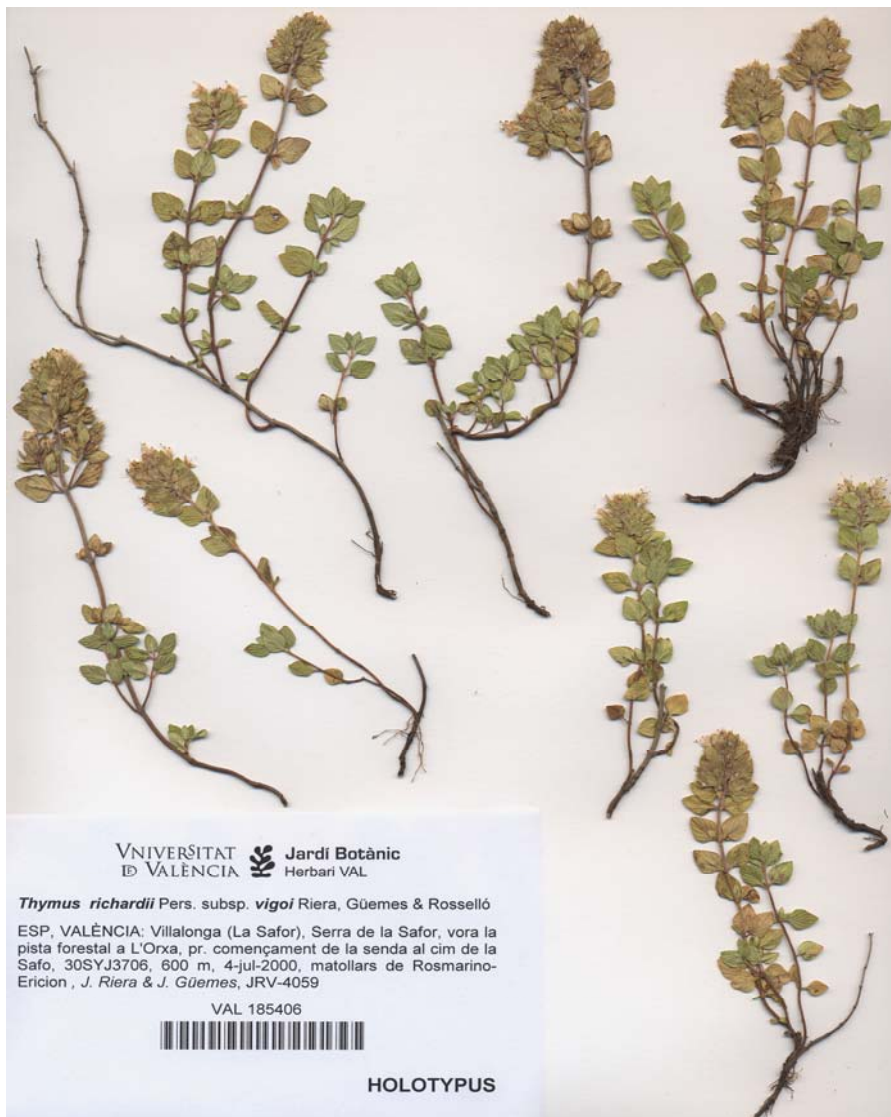 VNIVERSITAT
DE VALÈNCIA
Jardí Botànic
Herbari VAL
Thymus richardii Pers. subsp. vigoi Riera, Güemes & Rosselló
ESP, VALÈNCIA: Villalonga (La Safor), Serra de la Safor, vora la
pista forestal a L'Orxa, pr. començament de la senda al cim de la
Safo, 30SYJ3706, 600 m, 4-jul-2000, matollars de Rosmarino-
Ericion , J. Riera & J. Güemes, JRV-4059
VAL 185406
HOLOTYPUS